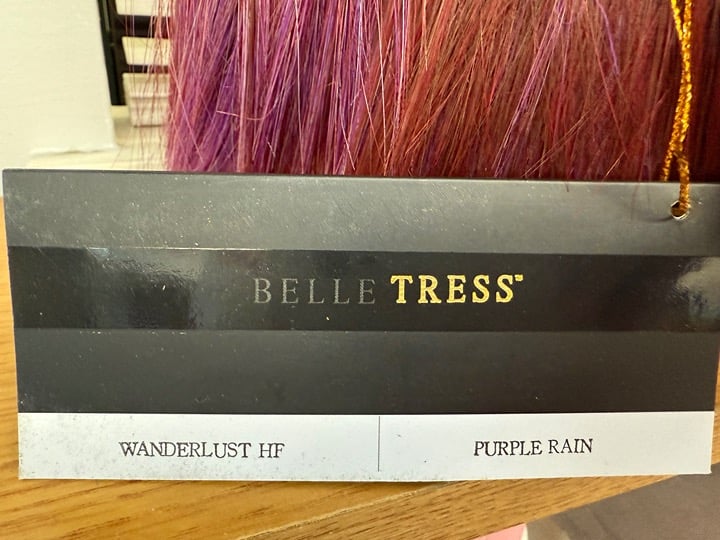 BELLE TRESS™
WANDERLUST HF
PURPLE RAIN